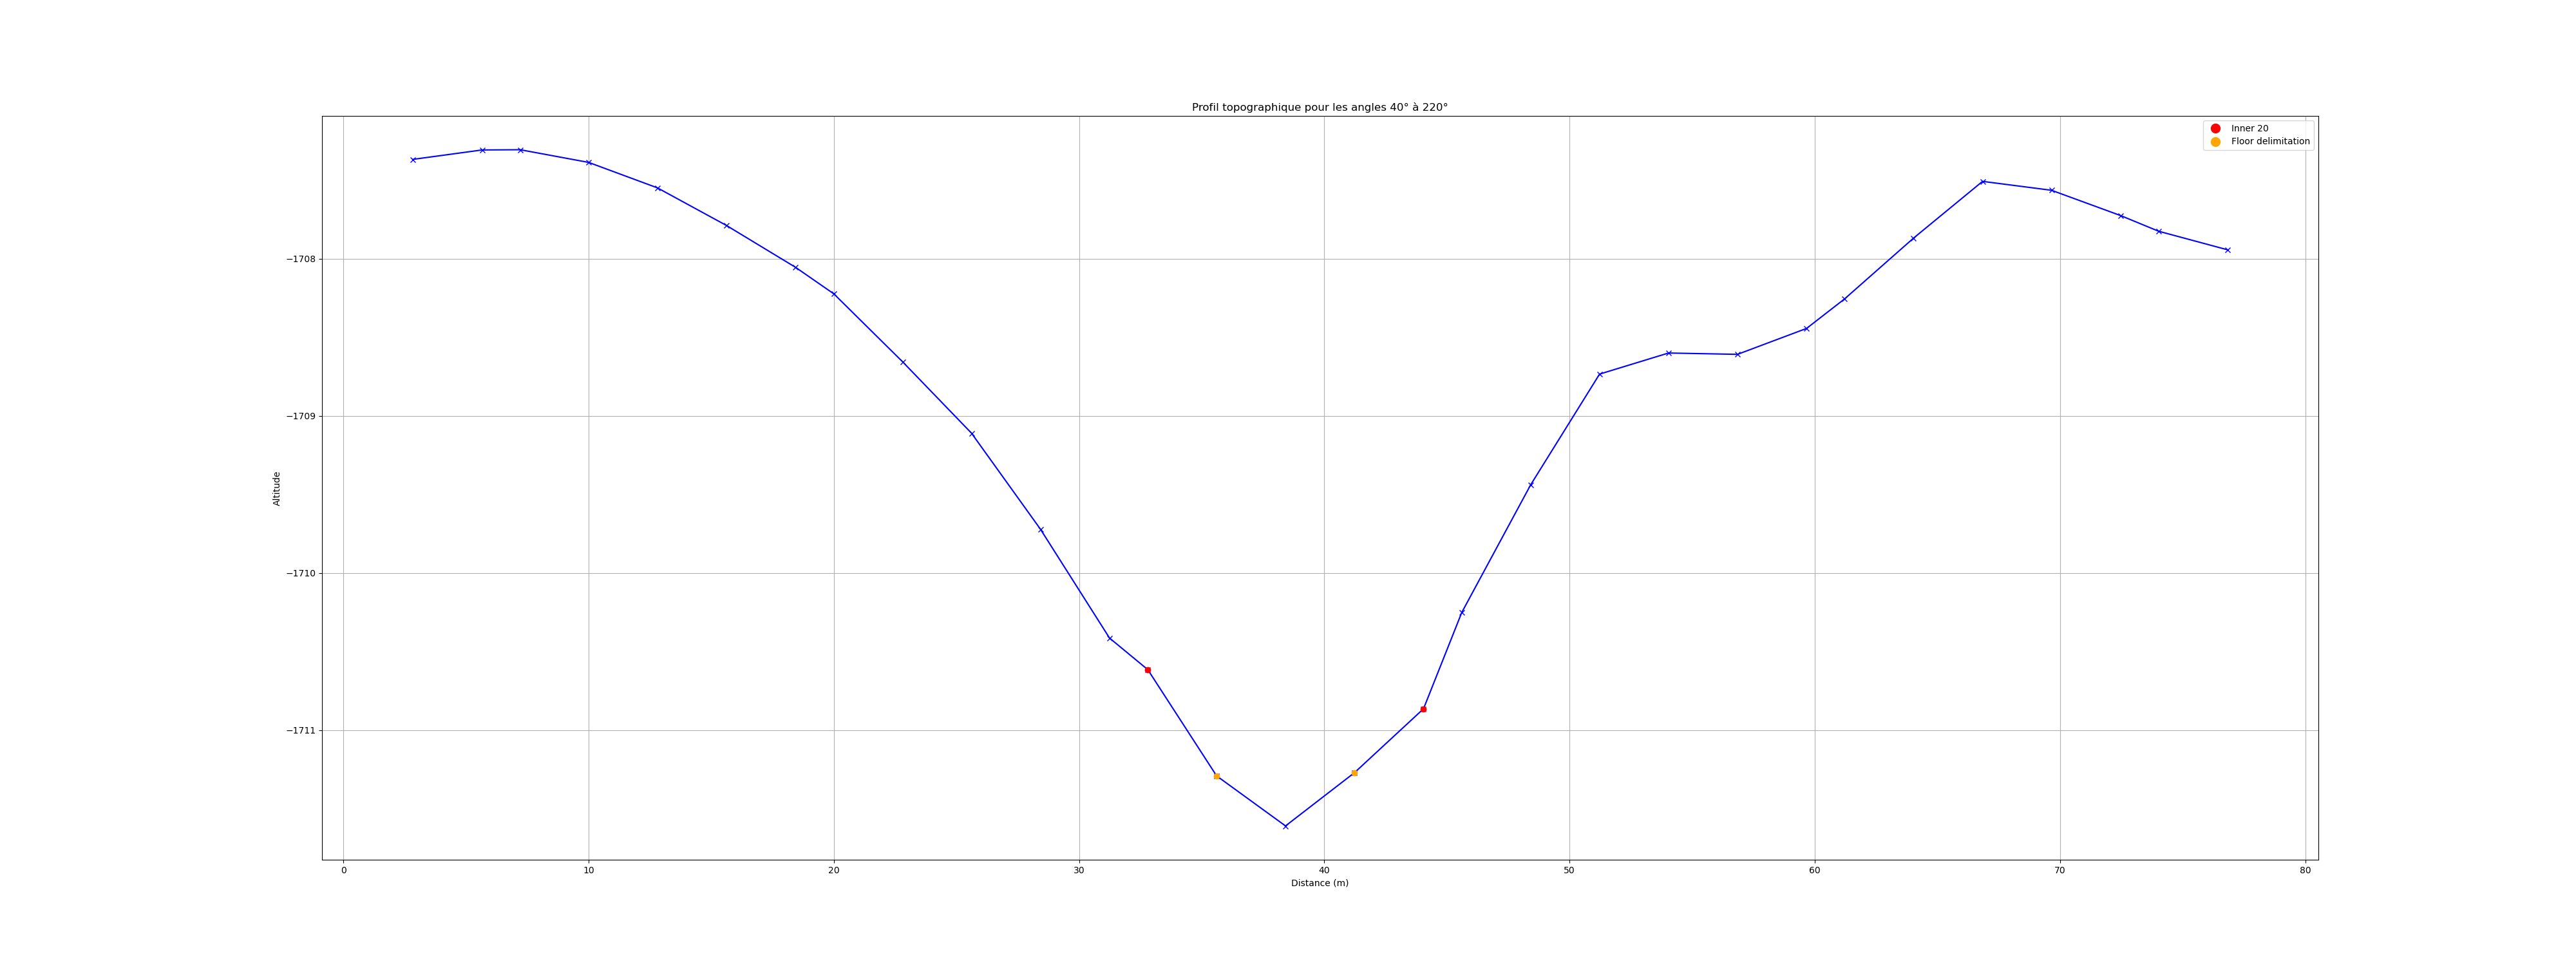 Profil topographique pour les angles 40° à 220°
Inner 20
Floor delimitation
−1708
−1709
−1710
−1711
Altitude
0 10 20 30 40 50 60 70 80
Distance (m)